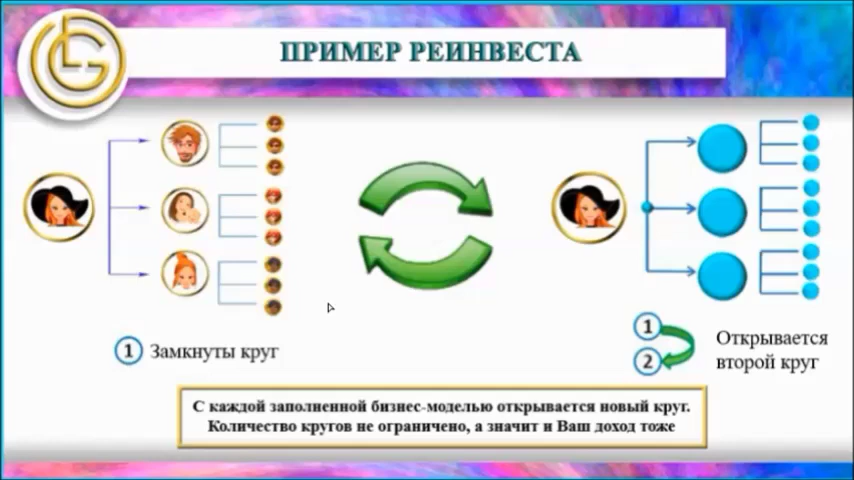 LG
ПРИМЕР РЕИНВЕСТА
1 Замкнуты круг
1
2
Открывается
второй круг
С каждой заполненной бизнес-моделью открывается новый круг.
Количество кругов не ограничено, а значит и Ваш доход тоже